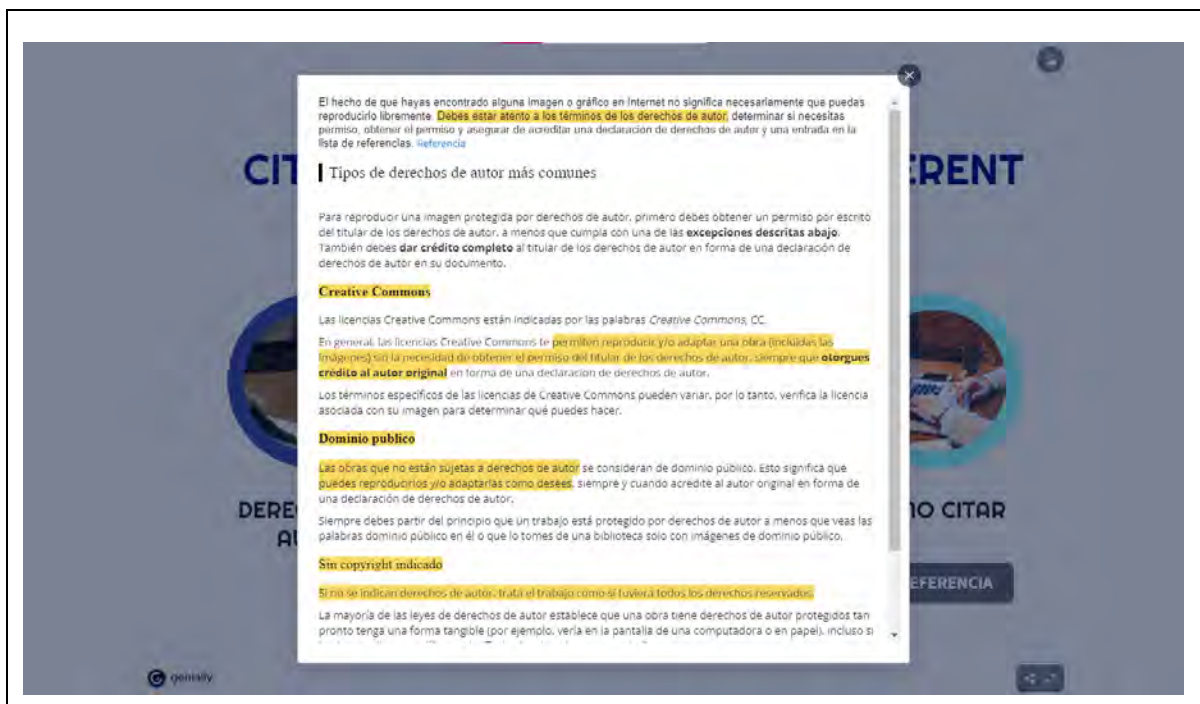 El hecho de que hayas encontrado alguna imagen o gráfico en Internet no significa necesariamente que puedas
reproducirlo libremente. Debes estar atento a los términos de los derechos de autor, determinar si necesitas
permiso, obtener el permiso y asegurar de acreditar una declaración de derechos de autor y una entrada en la
lista de referencias. Referencia
CIT
ERENT
Tipos de derechos de autor más comunes
Para reproducir una imagen protegida por derechos de autor, primero debes obtener un permiso por escrito
del titular de los derechos de autor, a menos que cumpla con una de las excepciones descritas abajo.
También debes dar crédito completo al titular de los derechos de autor en forma de una declaración de
derechos de autor en su documento.
Creative Commons
Las licencias Creative Commons están indicadas por las palabras Creative Commons, CC.
En general, las licencias Creative Commons te permiten reproducir y/o adaptar una obra (incluidas las
imágenes) sin la necesidad de obtener el permiso del titular de los derechos de autor, siempre que otorgues
crédito al autor original en forma de una declaración de derechos de autor.
Los términos específicos de las licencias de Creative Commons pueden variar, por lo tanto, verifica la licencia
asociada con su imagen para determinar qué puedes hacer.
Dominio publico
Las obras que no están sujetas a derechos de autor se consideran de dominio público. Esto significa que
puedes reproducirlos y/o adaptarlas como desees, siempre y cuando acredite al autor original en forma de
una declaración de derechos de autor.
DERE
AU
MO CITAR
Siempre debes partir del principio que un trabajo está protegido por derechos de autor a menos que veas las
palabras dominio público en él o que lo tomes de una biblioteca solo con imágenes de dominio público.
Sin copyright indicado
Si no se indican derechos de autor, trata el trabajo como si tuviera todos los derechos reservados.
EFERENCIA
La mayoría de las leyes de derechos de autor establece que una obra tiene derechos de autor protegidos tan
pronto tenga una forma tangible (por ejemplo, verla en la pantalla de una computadora o en papel), incluso si
genially